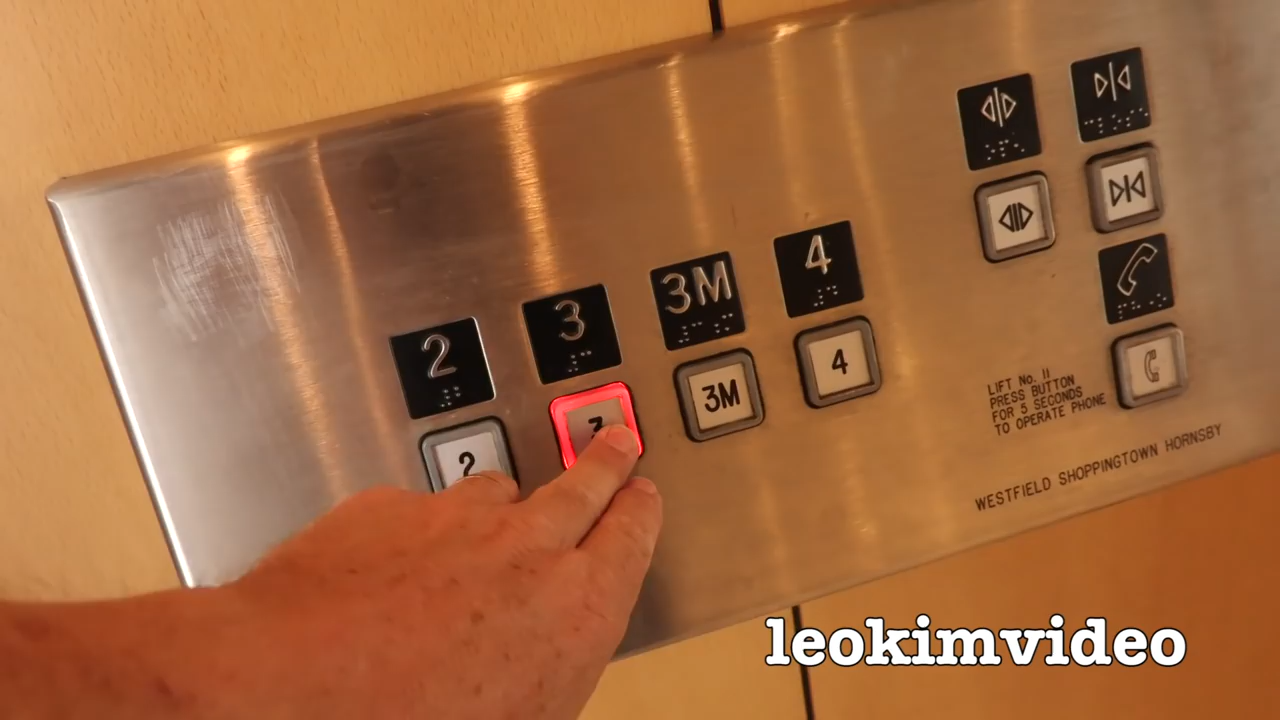 2
3
3M
4
2
3
3M
4
LIFT No. 11
PRESS BUTTON
FOR 5 SECONDS
TO OPERATE PHONE
WESTFIELD SHOPPINGTOWN HORNSBY
leokimvideo